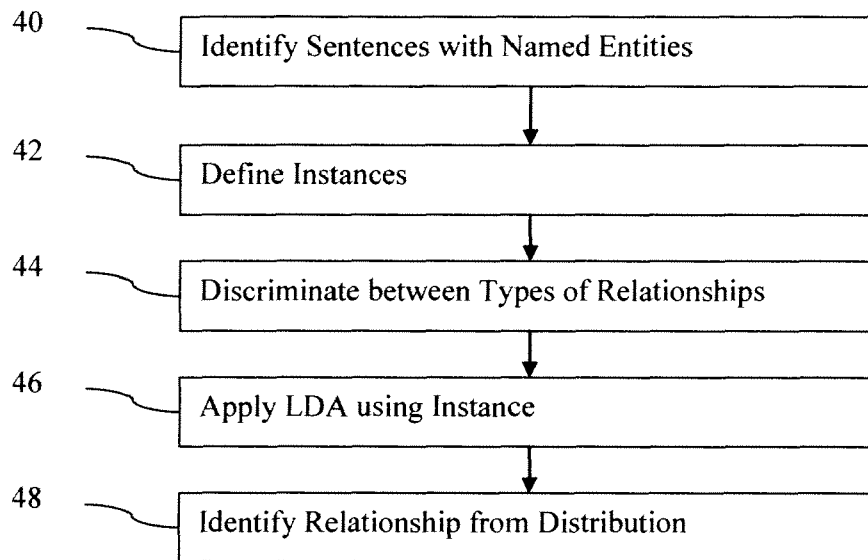 40
Identify Sentences with Named Entities
42
Define Instances
44
Discriminate between Types of Relationships
46
Apply LDA using Instance
48
Identify Relationship from Distribution